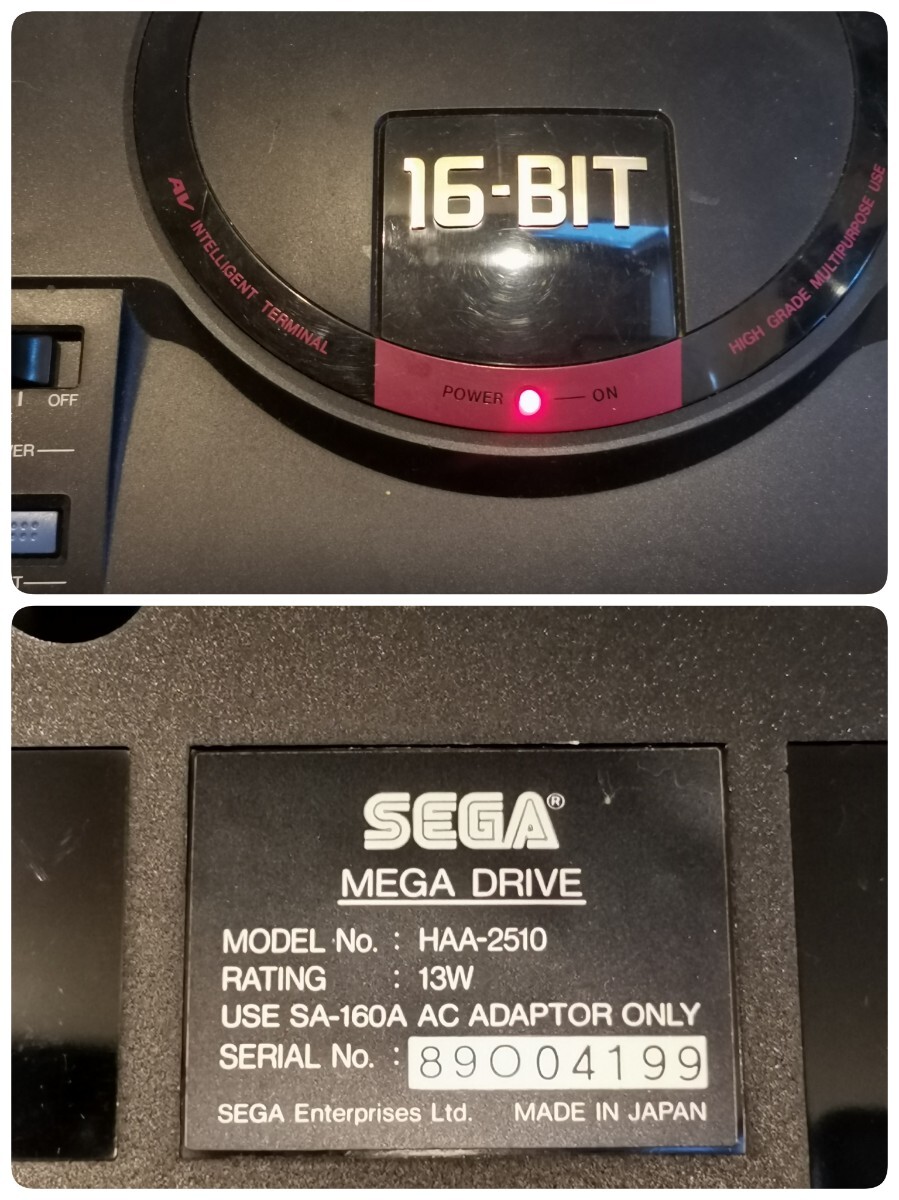 16-BIT
AV INTELLIGENT TERMINAL
HIGH GRADE MULTIPURPOSE USE
POWER ON
OFF
SEGA®
MEGA DRIVE
MODEL No. : HAA-2510
RATING : 13W
USE SA-160A AC ADAPTOR ONLY
SERIAL No. : 89O04199
SEGA Enterprises Ltd. MADE IN JAPAN